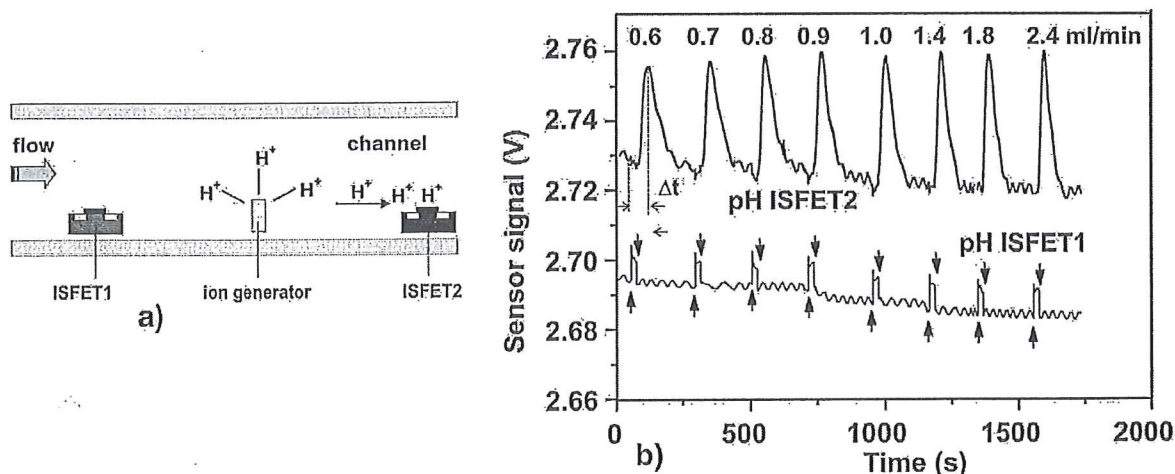 flow
channel
H⁺
H⁺ H⁺ H⁺ H⁺ H⁺
ISFET1 ion generator ISFET2
a)
Sensor signal (V)
2.76
2.74
2.72
2.70
2.68
2.66
0.6 0.7 0.8 0.9 1.0 1.4 1.8 2.4 ml/min
Δt
pH ISFET2
pH ISFET1
0 500 1000 1500 2000
b) Time (s)